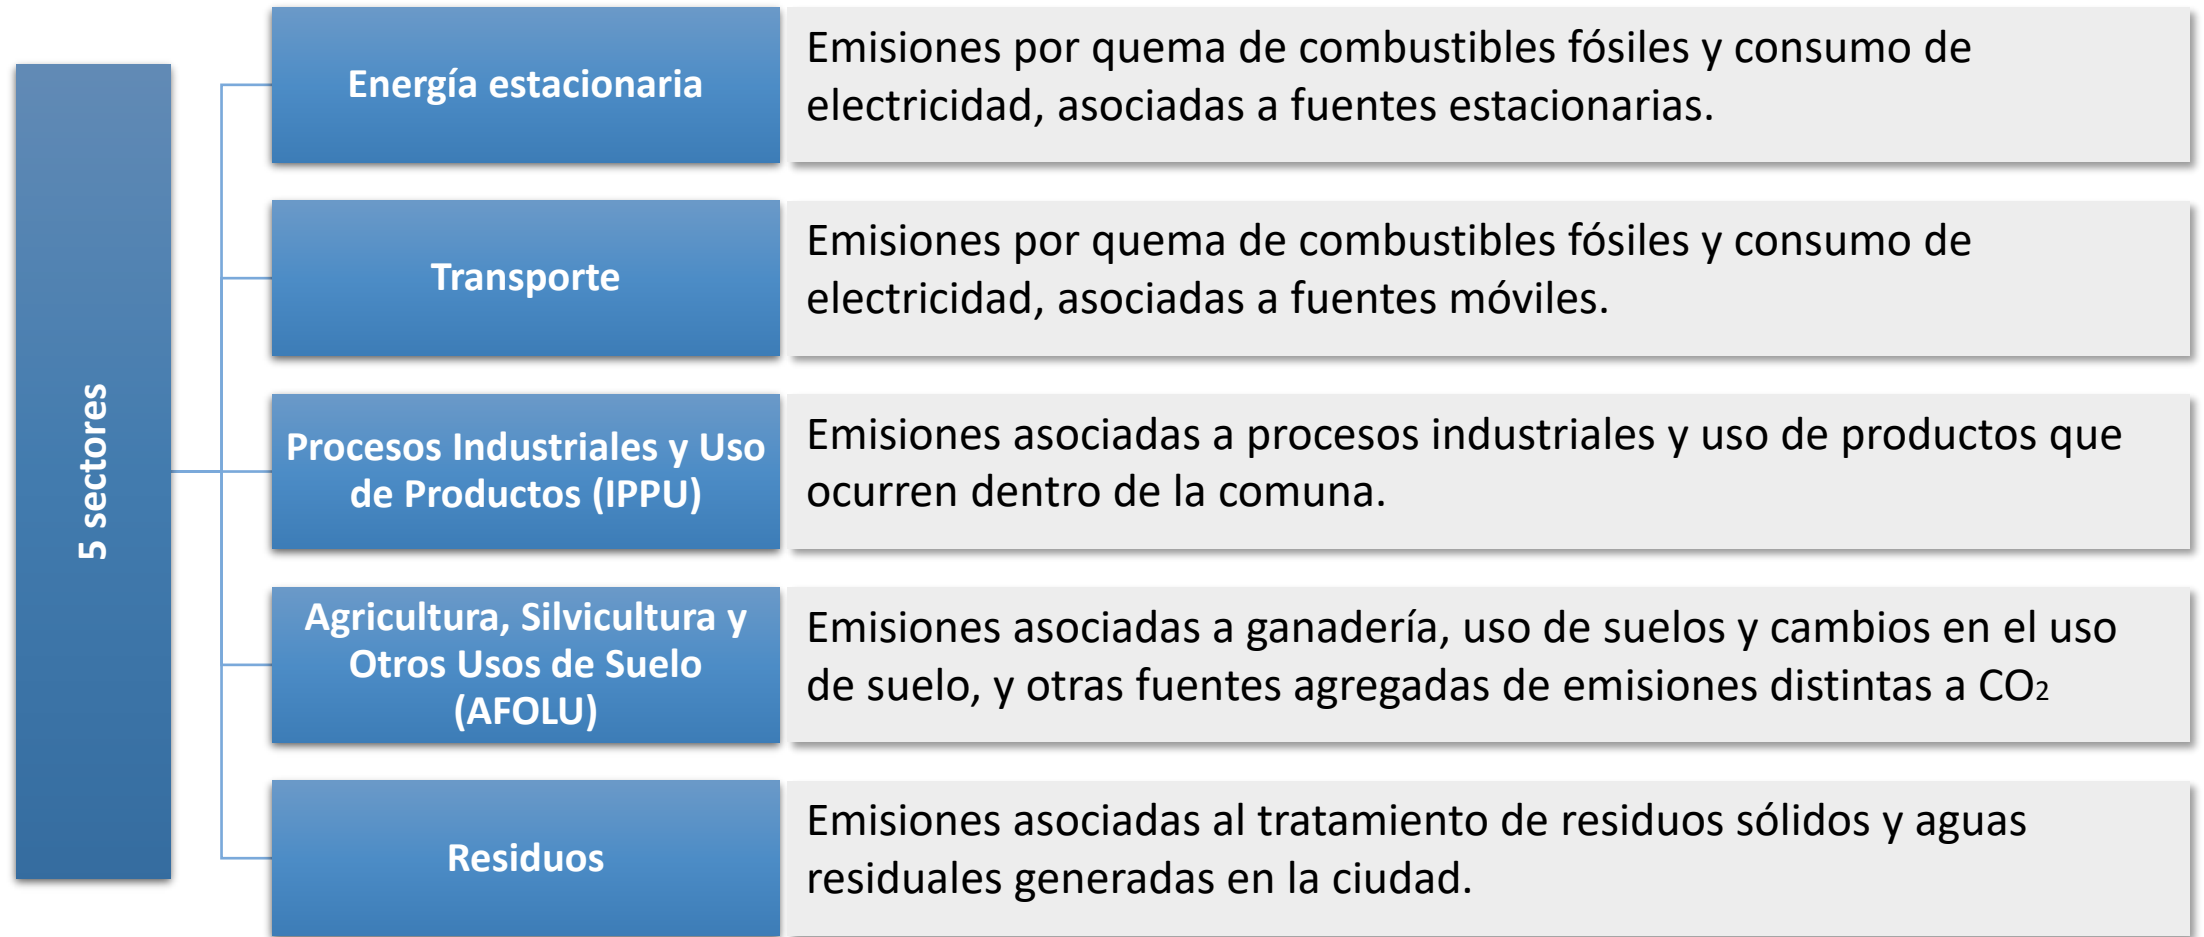 5 sectores
Energía estacionaria
Emisiones por quema de combustibles fósiles y consumo de
electricidad, asociadas a fuentes estacionarias.
Transporte
Emisiones por quema de combustibles fósiles y consumo de
electricidad, asociadas a fuentes móviles.
Procesos Industriales y Uso
de Productos (IPPU)
Emisiones asociadas a procesos industriales y uso de productos que
ocurren dentro de la comuna.
Agricultura, Silvicultura y
Otros Usos de Suelo
(AFOLU)
Emisiones asociadas a ganadería, uso de suelos y cambios en el uso
de suelo, y otras fuentes agregadas de emisiones distintas a CO₂
Residuos
Emisiones asociadas al tratamiento de residuos sólidos y aguas
residuales generadas en la ciudad.